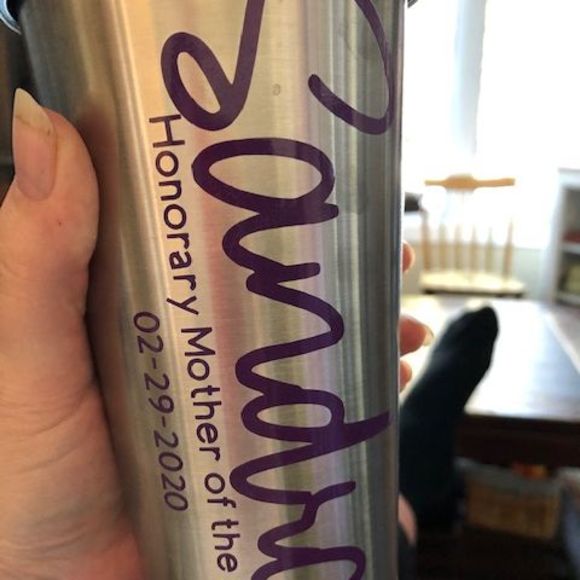 Sandra
Honorary Mother of the
02-29-2020